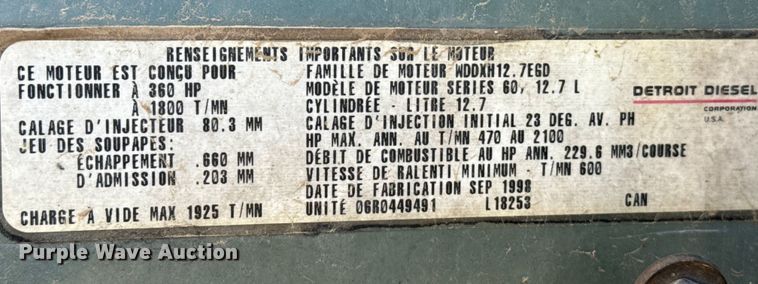 RENSEIGNEMENTS IMPORTANTS SUR LE MOTEUR
CE MOTEUR EST CONÇU POUR
FONCTIONNER À 360 HP
À 1800 T/MN
CALAGE D'INJECTEUR 80.3 MM
JEU DES SOUPAPES:
ÉCHAPPEMENT .660 MM
D'ADMISSION .203 MM
CHARGE À VIDE MAX 1925 T/MN
FAMILLE DE MOTEUR WDDXH12.7EGD
MODÈLE DE MOTEUR SERIES 60, 12.7 L
CYLINDRÉE - LITRE 12.7
CALAGE D'INJECTION INITIAL 23 DEG. AV. PH
HP MAX. ANN. AU T/MN 470 AU 2100
DÉBIT DE COMBUSTIBLE AU HP ANN. 229.6 MM3/COURSE
VITESSE DE RALENTI MINIMUM - T/MN 600
DATE DE FABRICATION SEP 1998
UNITÉ 06R0449491 L18253 CAN
DETROIT DIESEL
CORPORATION
U.S.A.
Purple Wave Auction